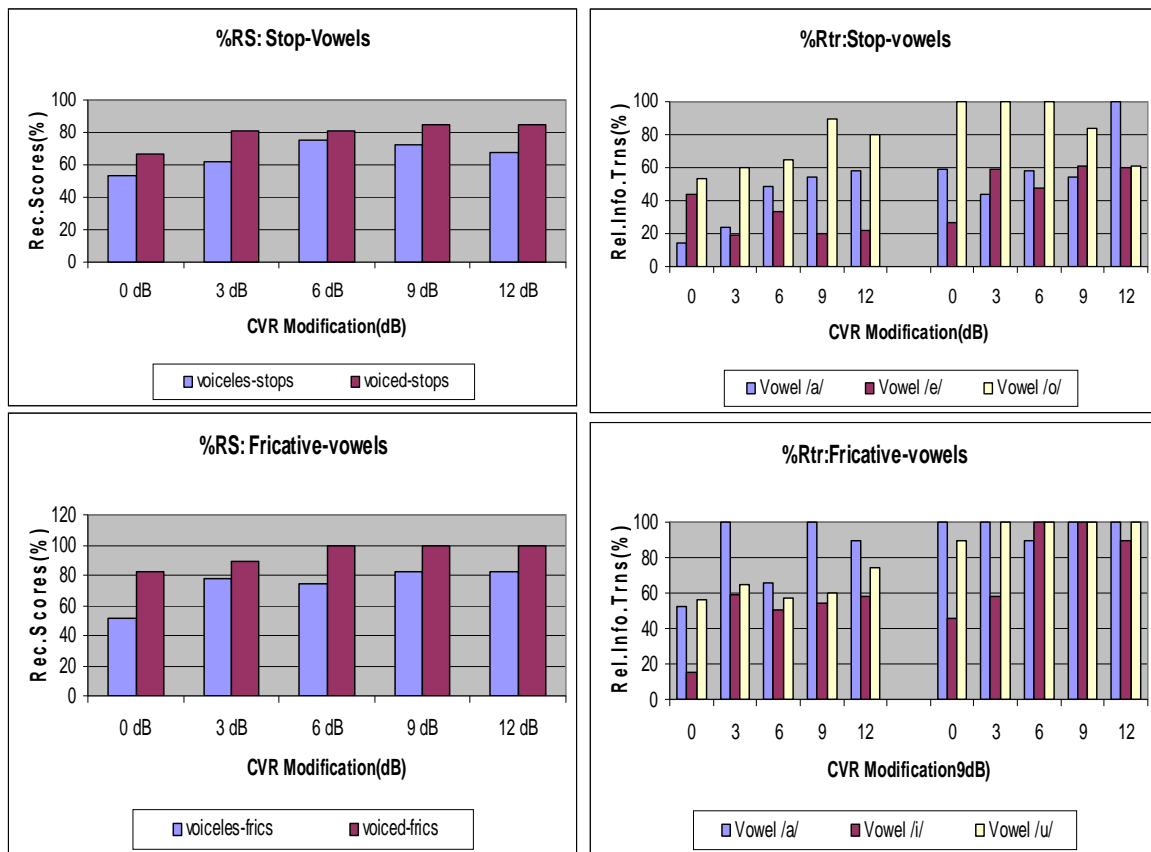 %RS: Stop-Vowels
Rec.Scores(%)
100
80
60
40
20
0
0 dB 3 dB 6 dB 9 dB 12 dB
CVR Modification(dB)
voiceles-stops voiced-stops
%Rtr:Stop-vowels
Rel.Info.Trns(%)
100
80
60
40
20
0
0 3 6 9 12 0 3 6 9 12
CVR Modification(dB)
Vowel /a/ Vowel /e/ Vowel /o/
%RS: Fricative-vowels
Rec.Scores(%)
120
100
80
60
40
20
0
0 dB 3 dB 6 dB 9 dB 12 dB
CVR Modification(dB)
voiceles-frics voiced-frics
%Rtr:Fricative-vowels
Rel.Info.Trns(%)
100
80
60
40
20
0
0 3 6 9 12 0 3 6 9 12
CVR Modification9dB)
Vowel /a/ Vowel /i/ Vowel /u/